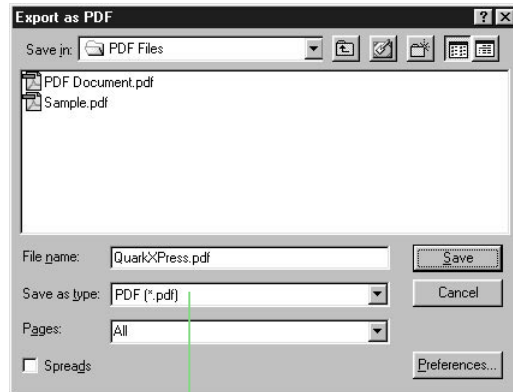 Export as PDF
Save in: PDF Files
PDF Document.pdf
Sample.pdf
File name: QuarkXPress.pdf Save
Save as type: PDF (*.pdf) Cancel
Pages: All
Spreads Preferences...